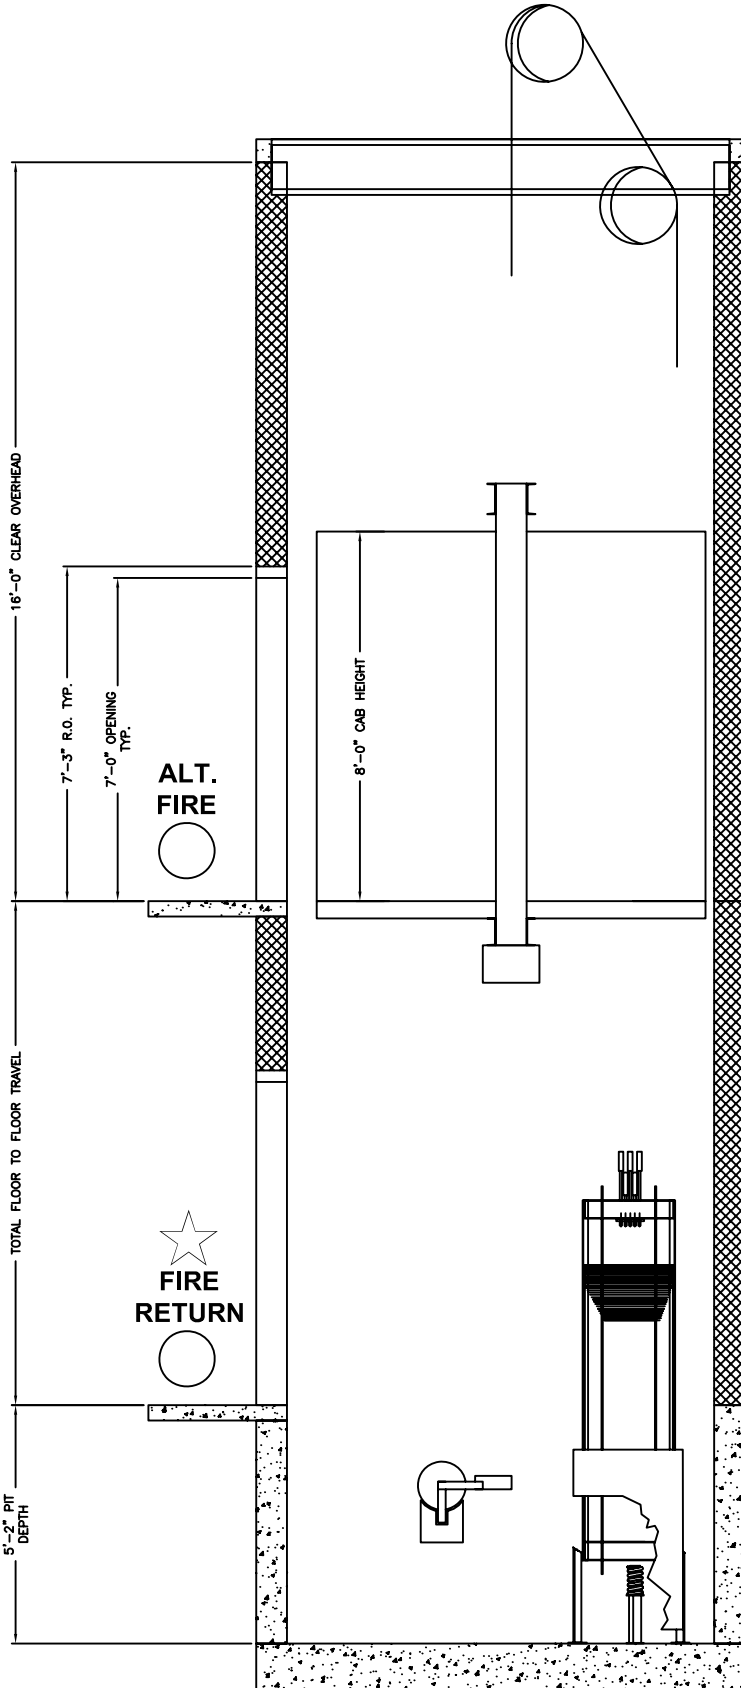 16'-0" CLEAR OVERHEAD
7'-3" R.O. TYP.
7'-0" OPENING
TYP.
8'-0" CAB HEIGHT
ALT.
FIRE
TOTAL FLOOR TO FLOOR TRAVEL
FIRE
RETURN
5'-2" PIT
DEPTH